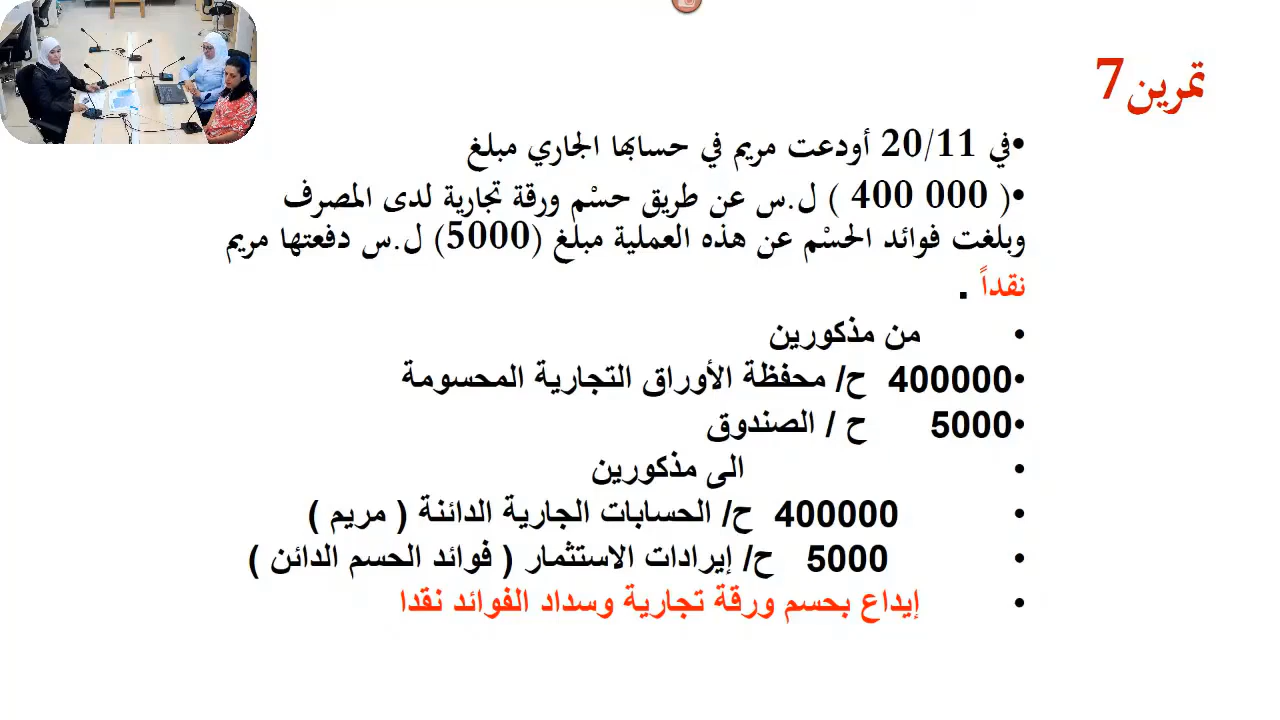 تمرين 7
•في 20/11 أودعت مريم في حسابها الجاري مبلغ
•( 000 400 ) ل.س عن طريق حسْم ورقة تجارية لدى المصرف
وبلغت فوائد الحسْم عن هذه العملية مبلغ (5000) ل.س دفعتها مريم
نقداً .
• من مذكورين
•400000 ح/ محفظة الأوراق التجارية المحسومة
•5000 ح / الصندوق
• الى مذكورين
• 400000 ح/ الحسابات الجارية الدائنة ( مريم )
• 5000 ح/ إيرادات الاستثمار ( فوائد الحسم الدائن )
• إيداع بحسم ورقة تجارية وسداد الفوائد نقدا